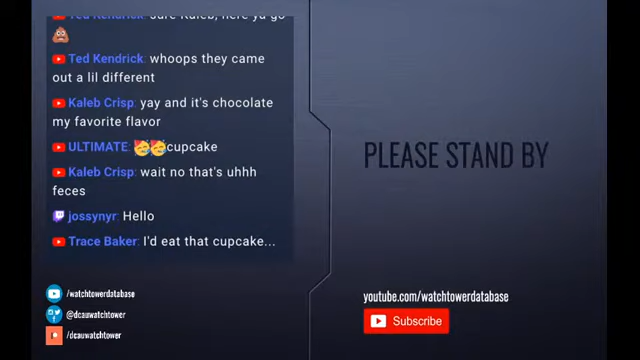 Ted Kendrick: sure Kaleb, here ya go
💩
Ted Kendrick: whoops they came
out a lil different
Kaleb Crisp: yay and it's chocolate
my favorite flavor
ULTIMATE: 🥳🥳cupcake
Kaleb Crisp: wait no that's uhhh
feces
jossynyr: Hello
Trace Baker: I'd eat that cupcake...
PLEASE STAND BY
/watchtowerdatabase
@dcauwatchtower
/dcauwatchtower
youtube.com/watchtowerdatabase
Subscribe